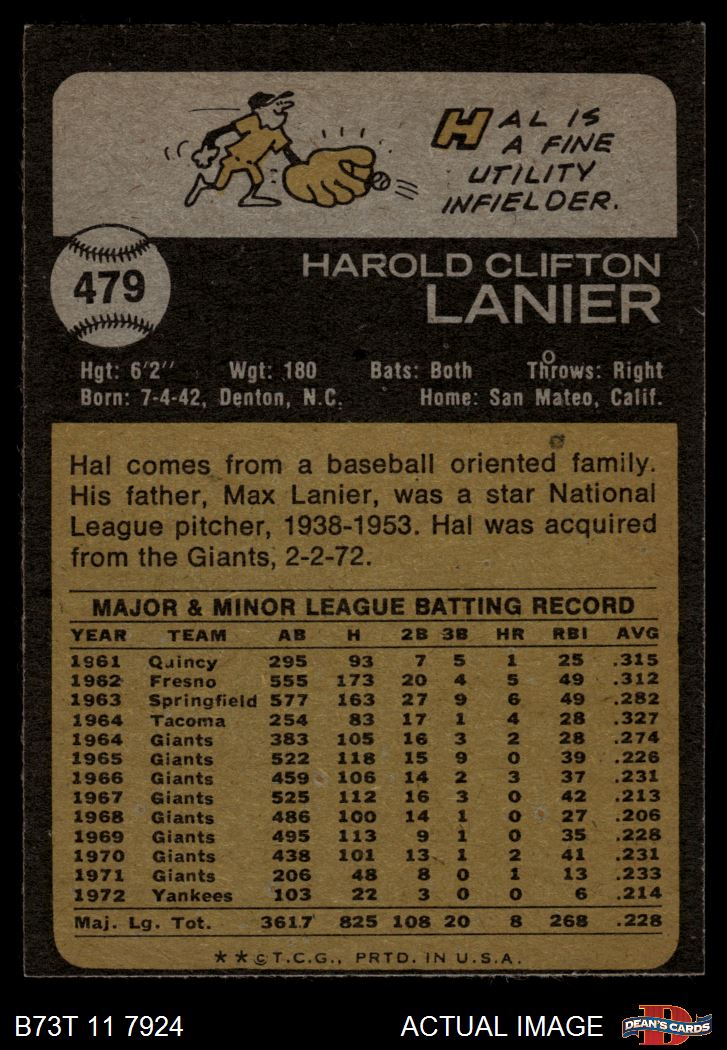 HAL IS
A FINE
UTILITY
INFIELDER.
479
HAROLD CLIFTON
LANIER
Hgt: 6'2" Wgt: 180 Bats: Both Throws: Right
Born: 7-4-42, Denton, N.C. Home: San Mateo, Calif.
Hal comes from a baseball oriented family.
His father, Max Lanier, was a star National
League pitcher, 1938-1953. Hal was acquired
from the Giants, 2-2-72.
MAJOR & MINOR LEAGUE BATTING RECORD
YEAR TEAM AB H 2B 3B HR RBI AVG
1961 Quincy 295 93 7 5 1 25 .315
1962 Fresno 555 173 20 4 5 49 .312
1963 Springfield 577 163 27 9 6 49 .282
1964 Tacoma 254 83 17 1 4 28 .327
1964 Giants 383 105 16 3 2 28 .274
1965 Giants 522 118 15 9 0 39 .226
1966 Giants 459 106 14 2 3 37 .231
1967 Giants 525 112 16 3 0 42 .213
1968 Giants 486 100 14 1 0 27 .206
1969 Giants 495 113 9 1 0 35 .228
1970 Giants 438 101 13 1 2 41 .231
1971 Giants 206 48 8 0 1 13 .233
1972 Yankees 103 22 3 0 0 6 .214
Maj. Lg. Tot. 3617 825 108 20 8 268 .228
**©T.C.G., PRTD. IN U.S.A.
B73T 11 7924 ACTUAL IMAGE D DEAN'S CARDS